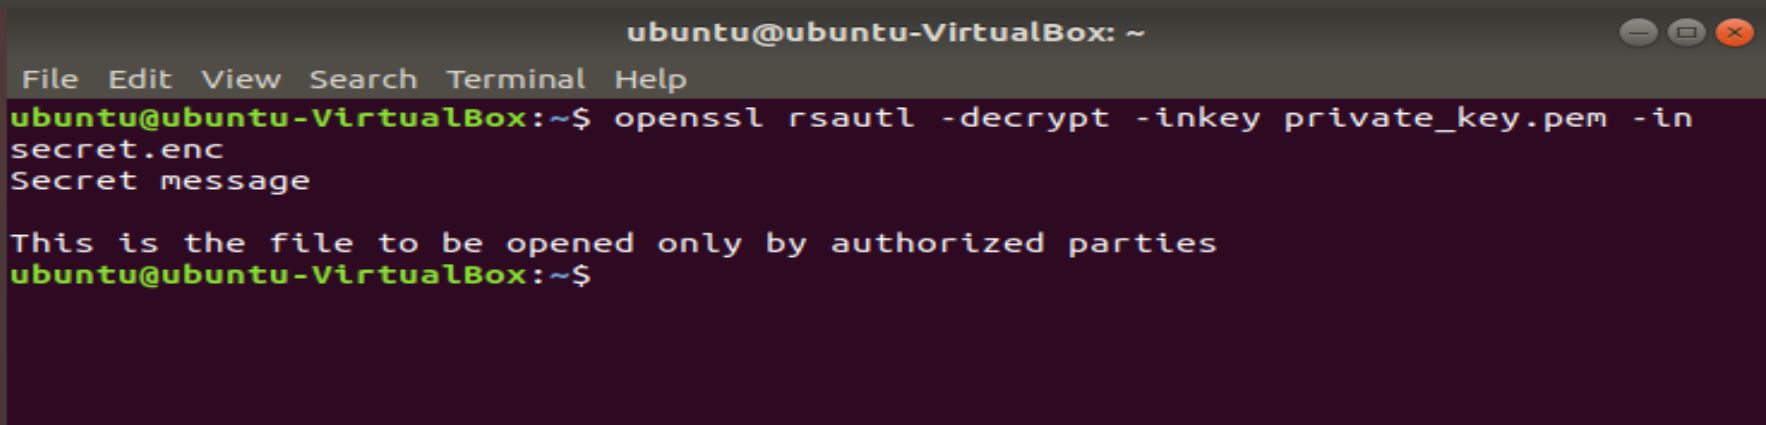 ubuntu@ubuntu-VirtualBox: ~
File Edit View Search Terminal Help
ubuntu@ubuntu-VirtualBox:~$ openssl rsautl -decrypt -inkey private_key.pem -in
secret.enc
Secret message
This is the file to be opened only by authorized parties
ubuntu@ubuntu-VirtualBox:~$